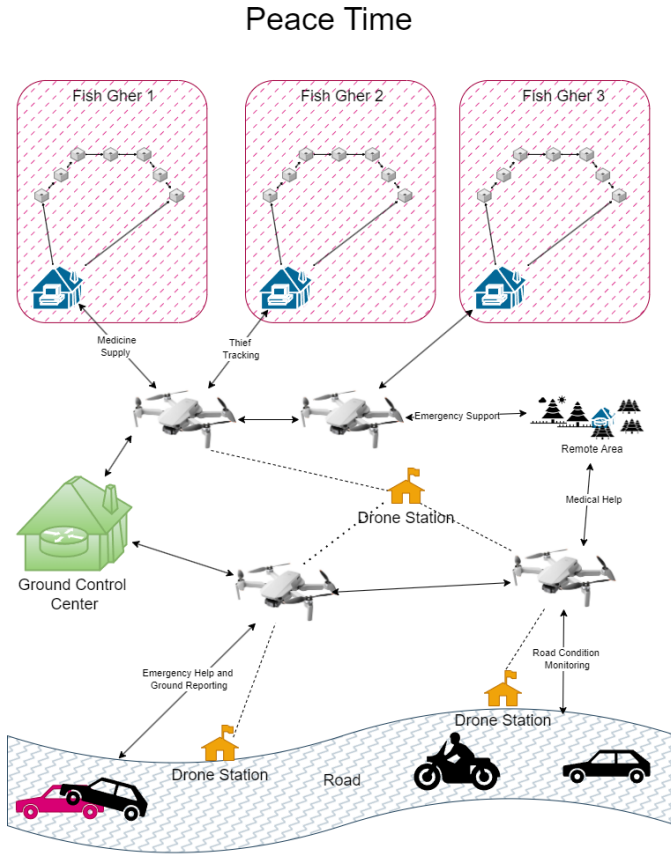 Peace Time
Fish Gher 1
Fish Gher 2
Fish Gher 3
Medicine
Supply
Thief
Tracking
Emergency Support
Remote Area
Medical Help
Drone Station
Ground Control
Center
Emergency Help and
Ground Reporting
Road Condition
Monitoring
Drone Station
Drone Station
Road